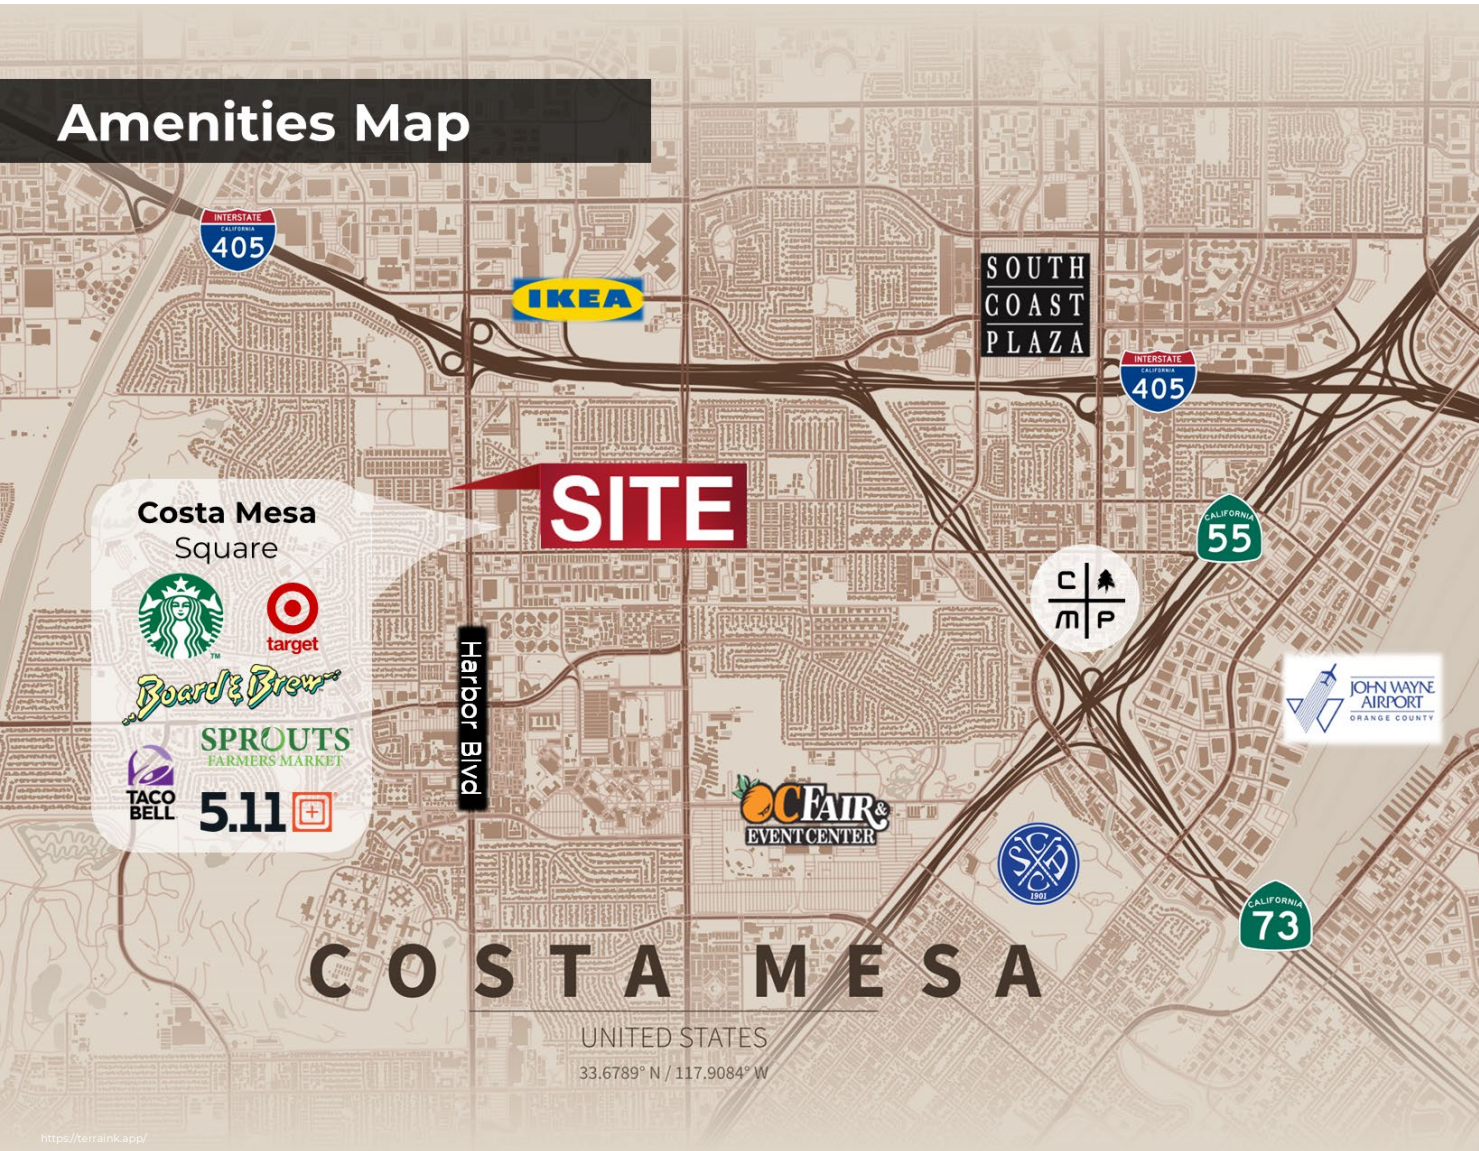 Amenities Map
INTERSTATE
CALIFORNIA
405
IKEA
SOUTH
COAST
PLAZA
INTERSTATE
CALIFORNIA
405
SITE
Costa Mesa
Square
TM
target
Board & Brew
SPROUTS
FARMERS MARKET
TACO
BELL
5.11
Harbor Blvd
CALIFORNIA
55
C
M P
JOHN WAYNE
AIRPORT
ORANGE COUNTY
OC FAIR &
EVENT CENTER
S C C D C
1901
CALIFORNIA
73
COSTA MESA
UNITED STATES
33.6789° N / 117.9084° W
https://terraink.app/